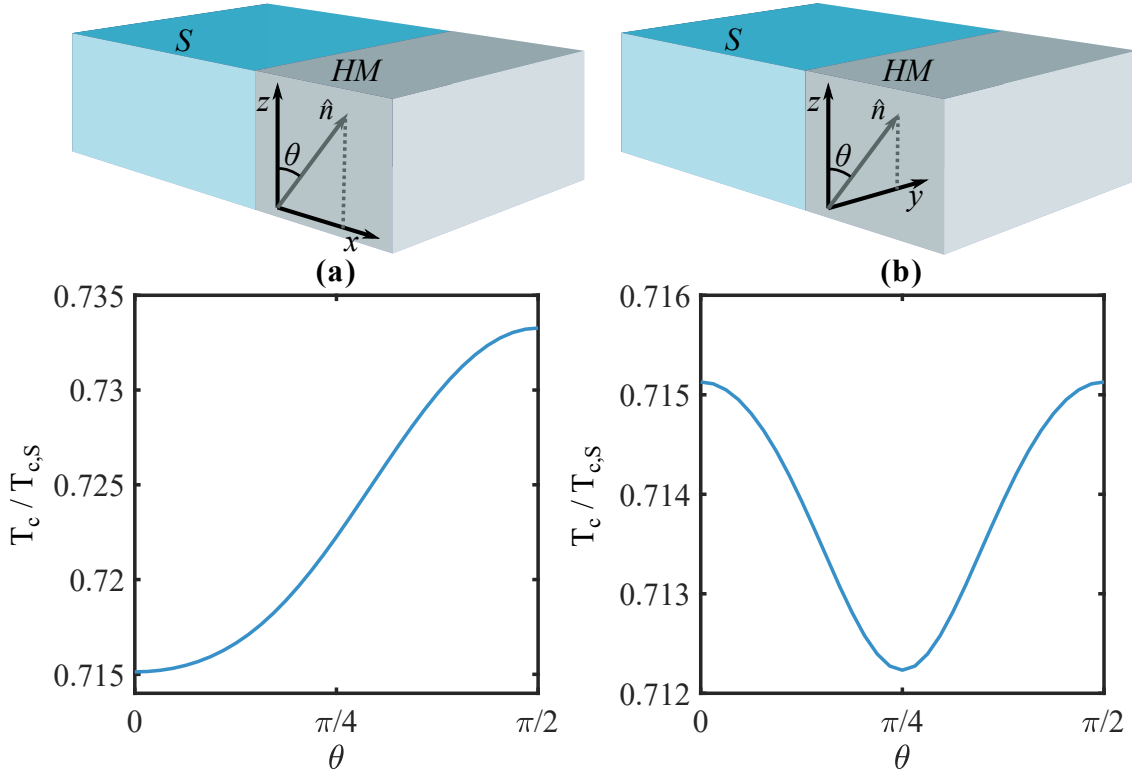 S
HM
z
n̂
θ
x
(a)
S
HM
z
n̂
θ
y
(b)
0.735
0.73
0.725
0.72
0.715
T_c / T_c,S
0
π/4
π/2
θ
0.716
0.715
0.714
0.713
0.712
T_c / T_c,S
0
π/4
π/2
θ